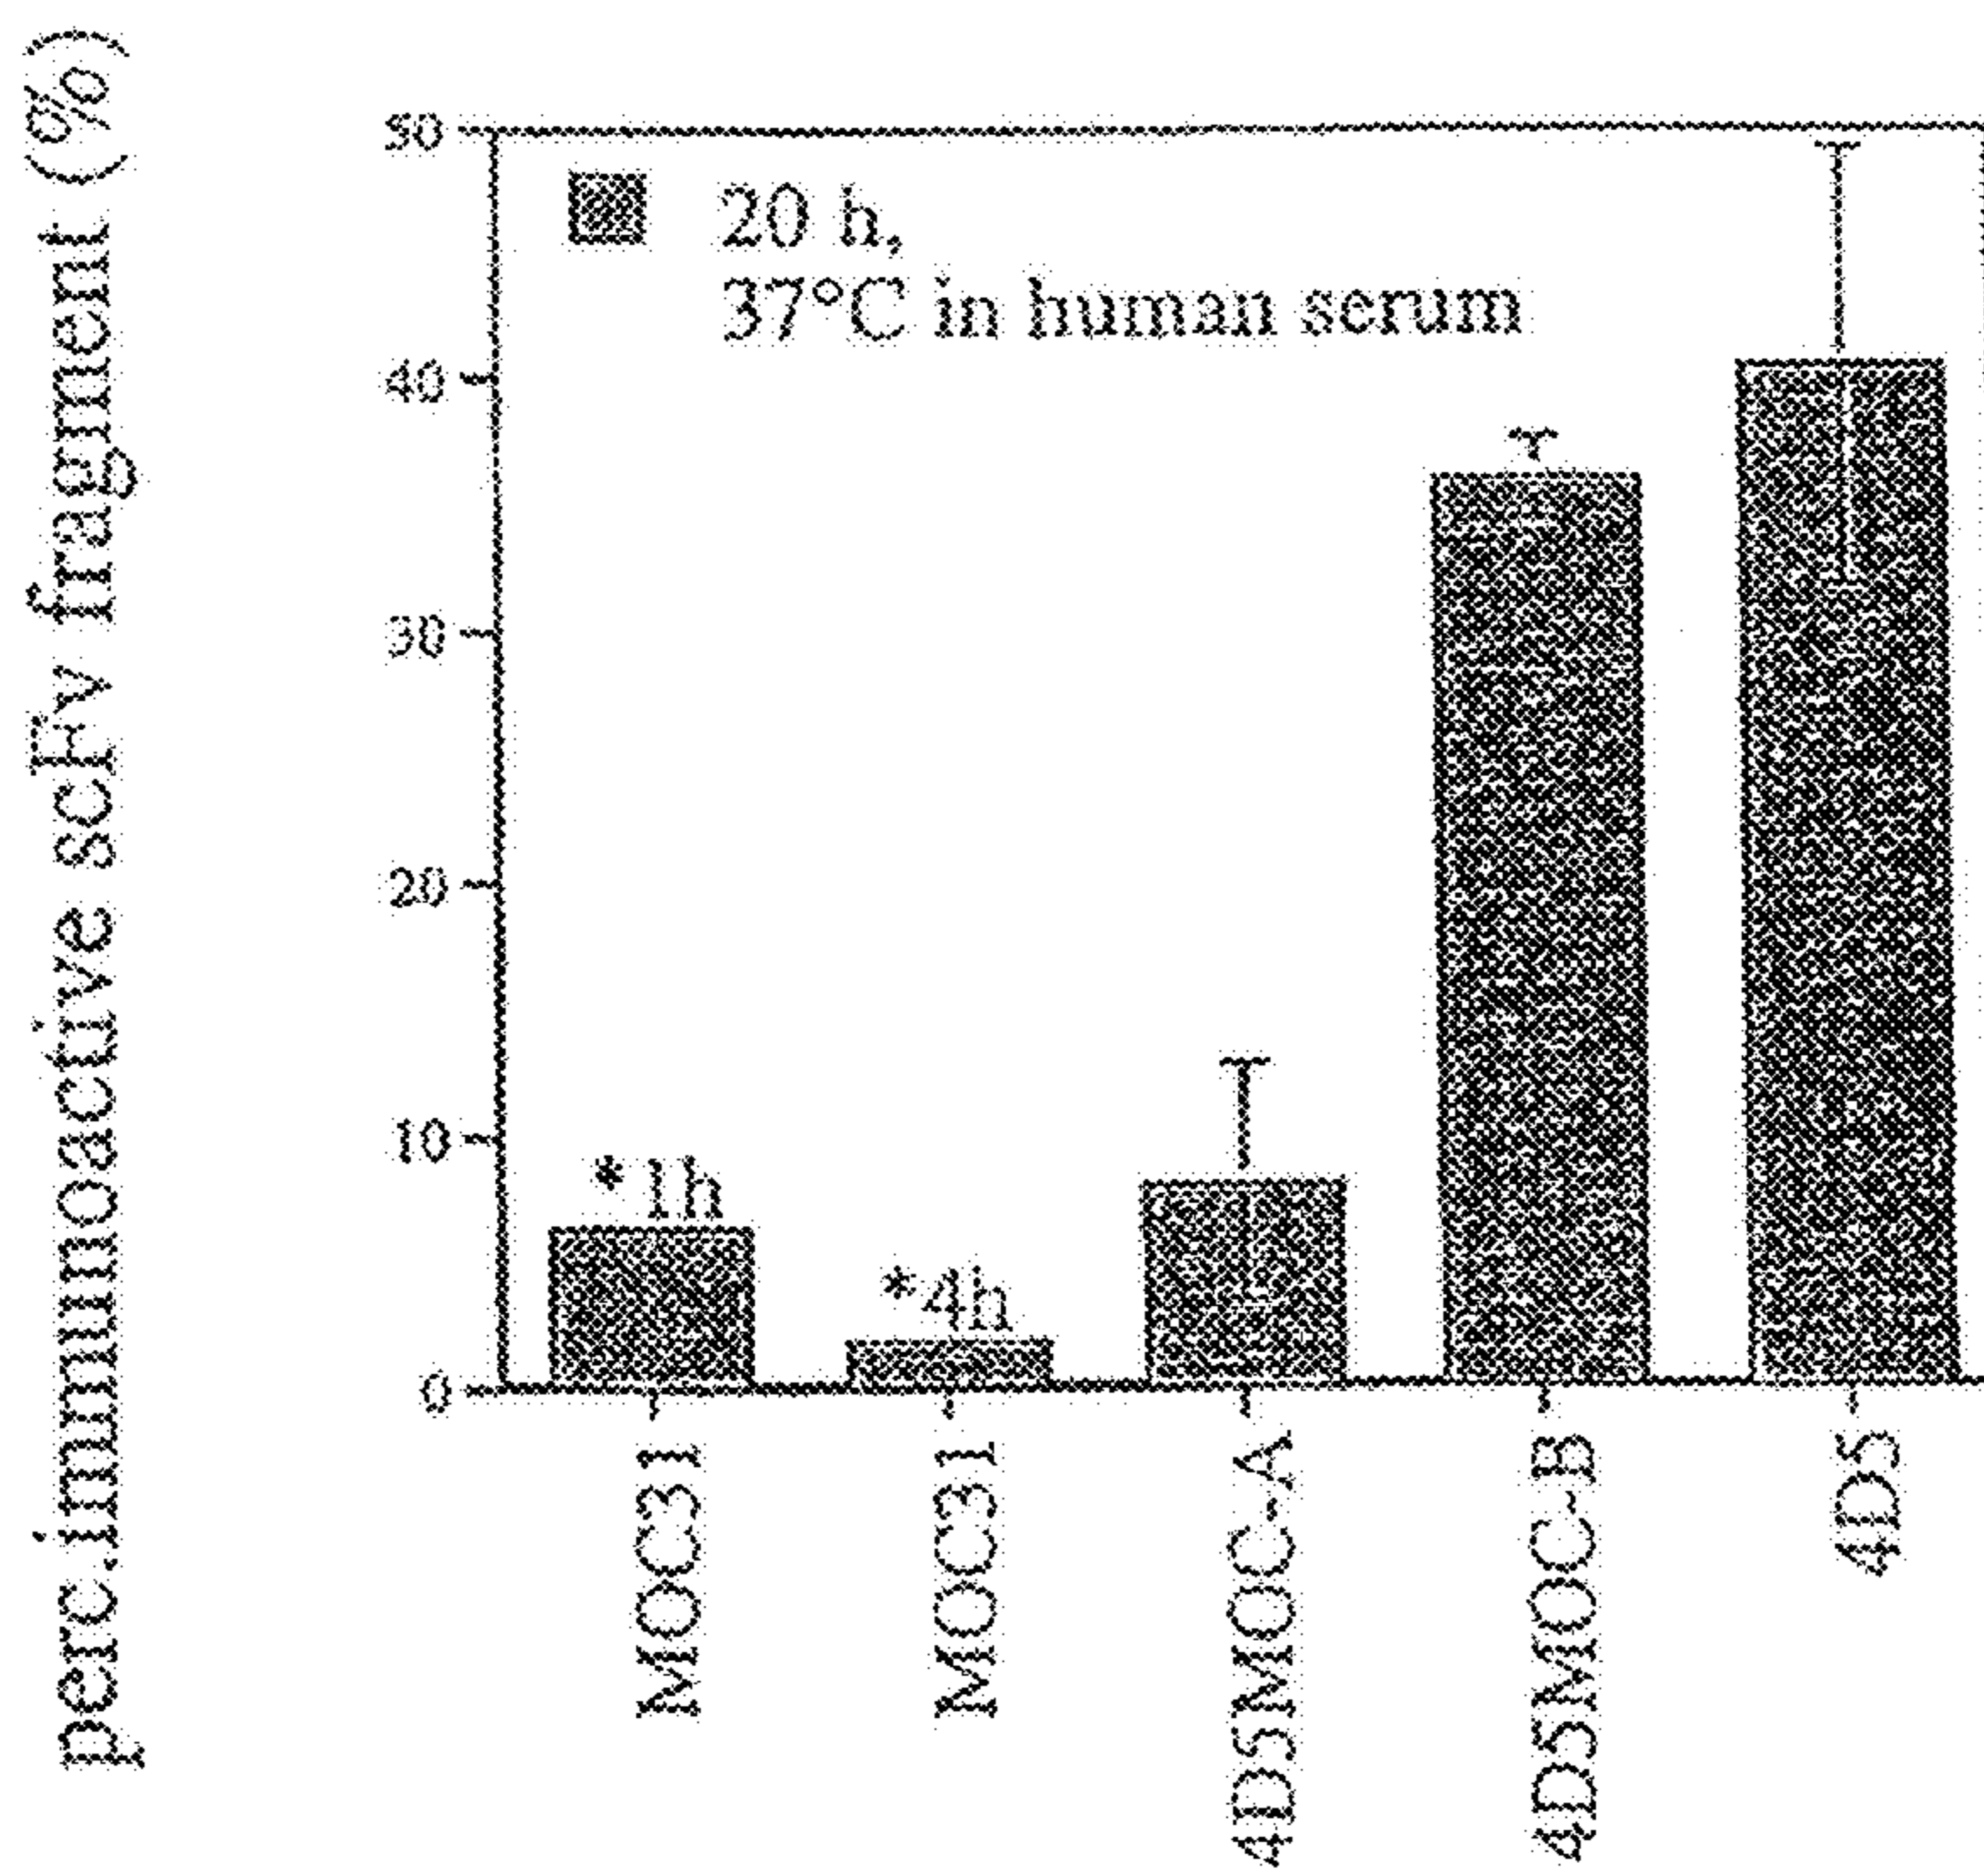 perc.immunoactive scFv fragment (%)
50
40
30
20
10
0
20 h,
37°C in human serum
*1h
*4h
MOC31
MOC31
4D5MOC-A
4D5MOC-B
4D5